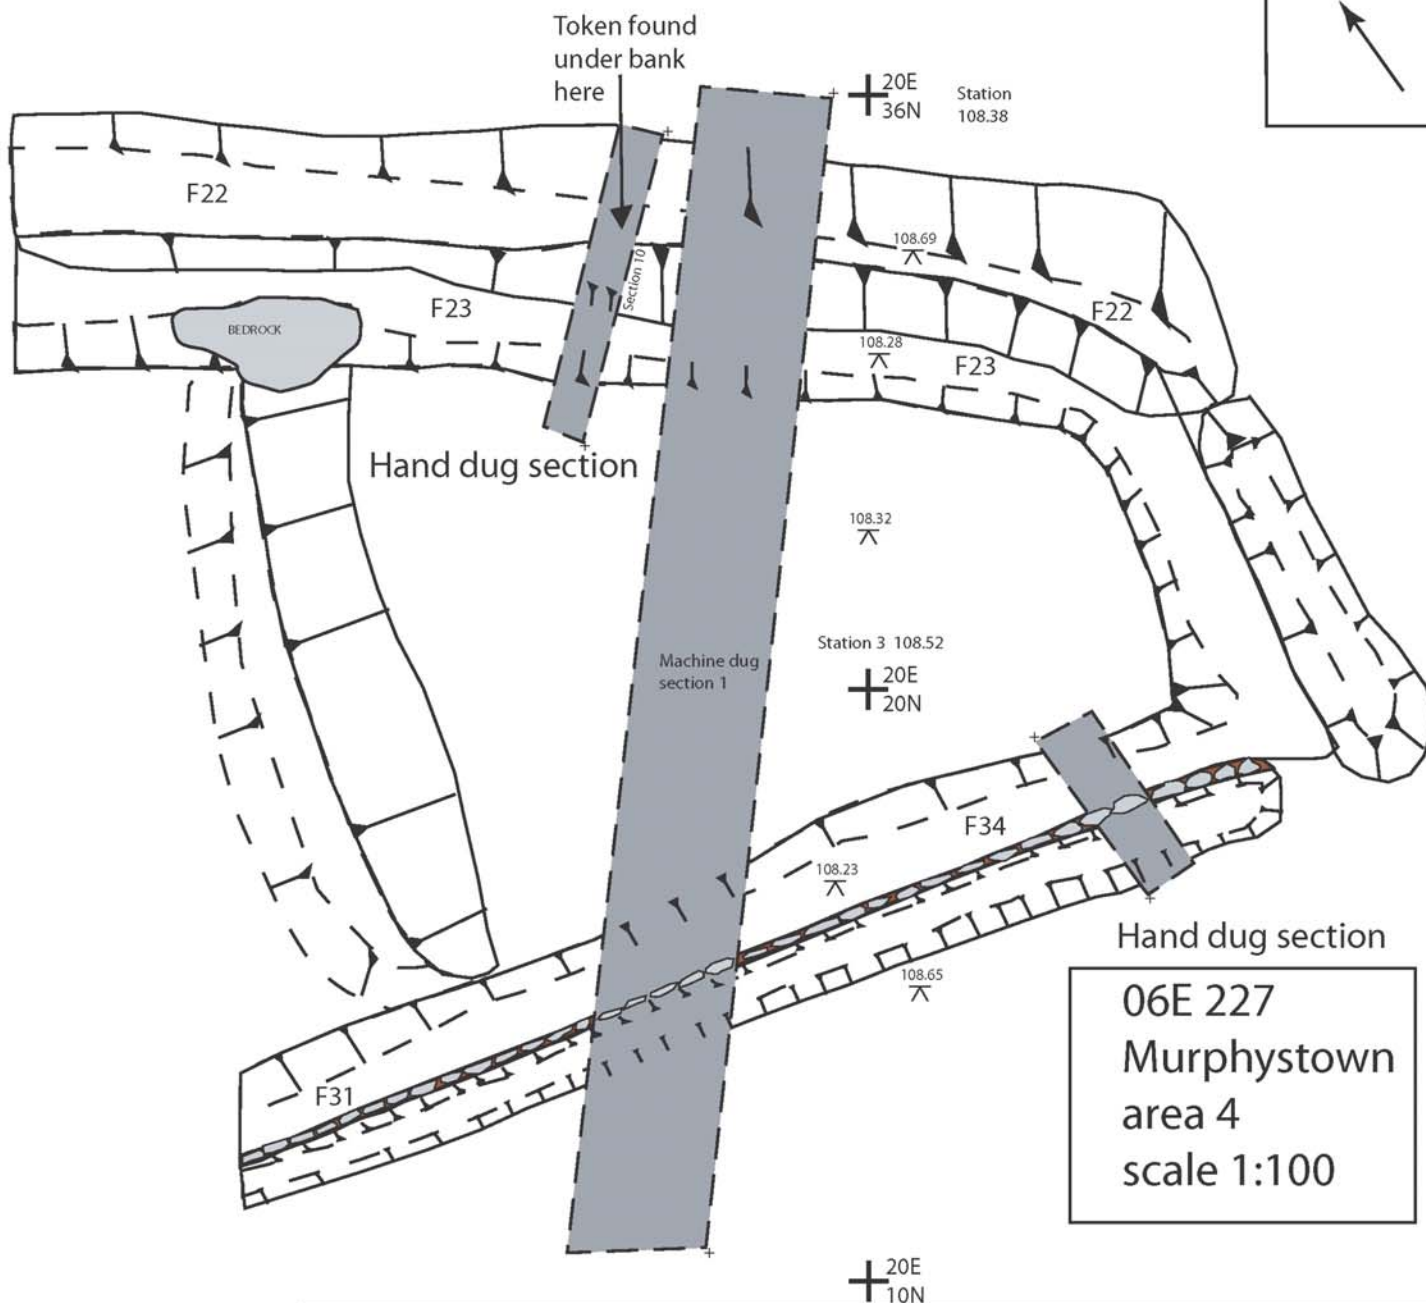 Token found
under bank
here
20E
36N
Station
108.38
F22
108.69
Section 10
F22
F23
BEDROCK
108.28
F23
Hand dug section
108.32
Station 3 108.52
Machine dug
section 1
20E
20N
F34
108.23
Hand dug section
108.65
F31
06E 227
Murphystown
area 4
scale 1:100
20E
10N